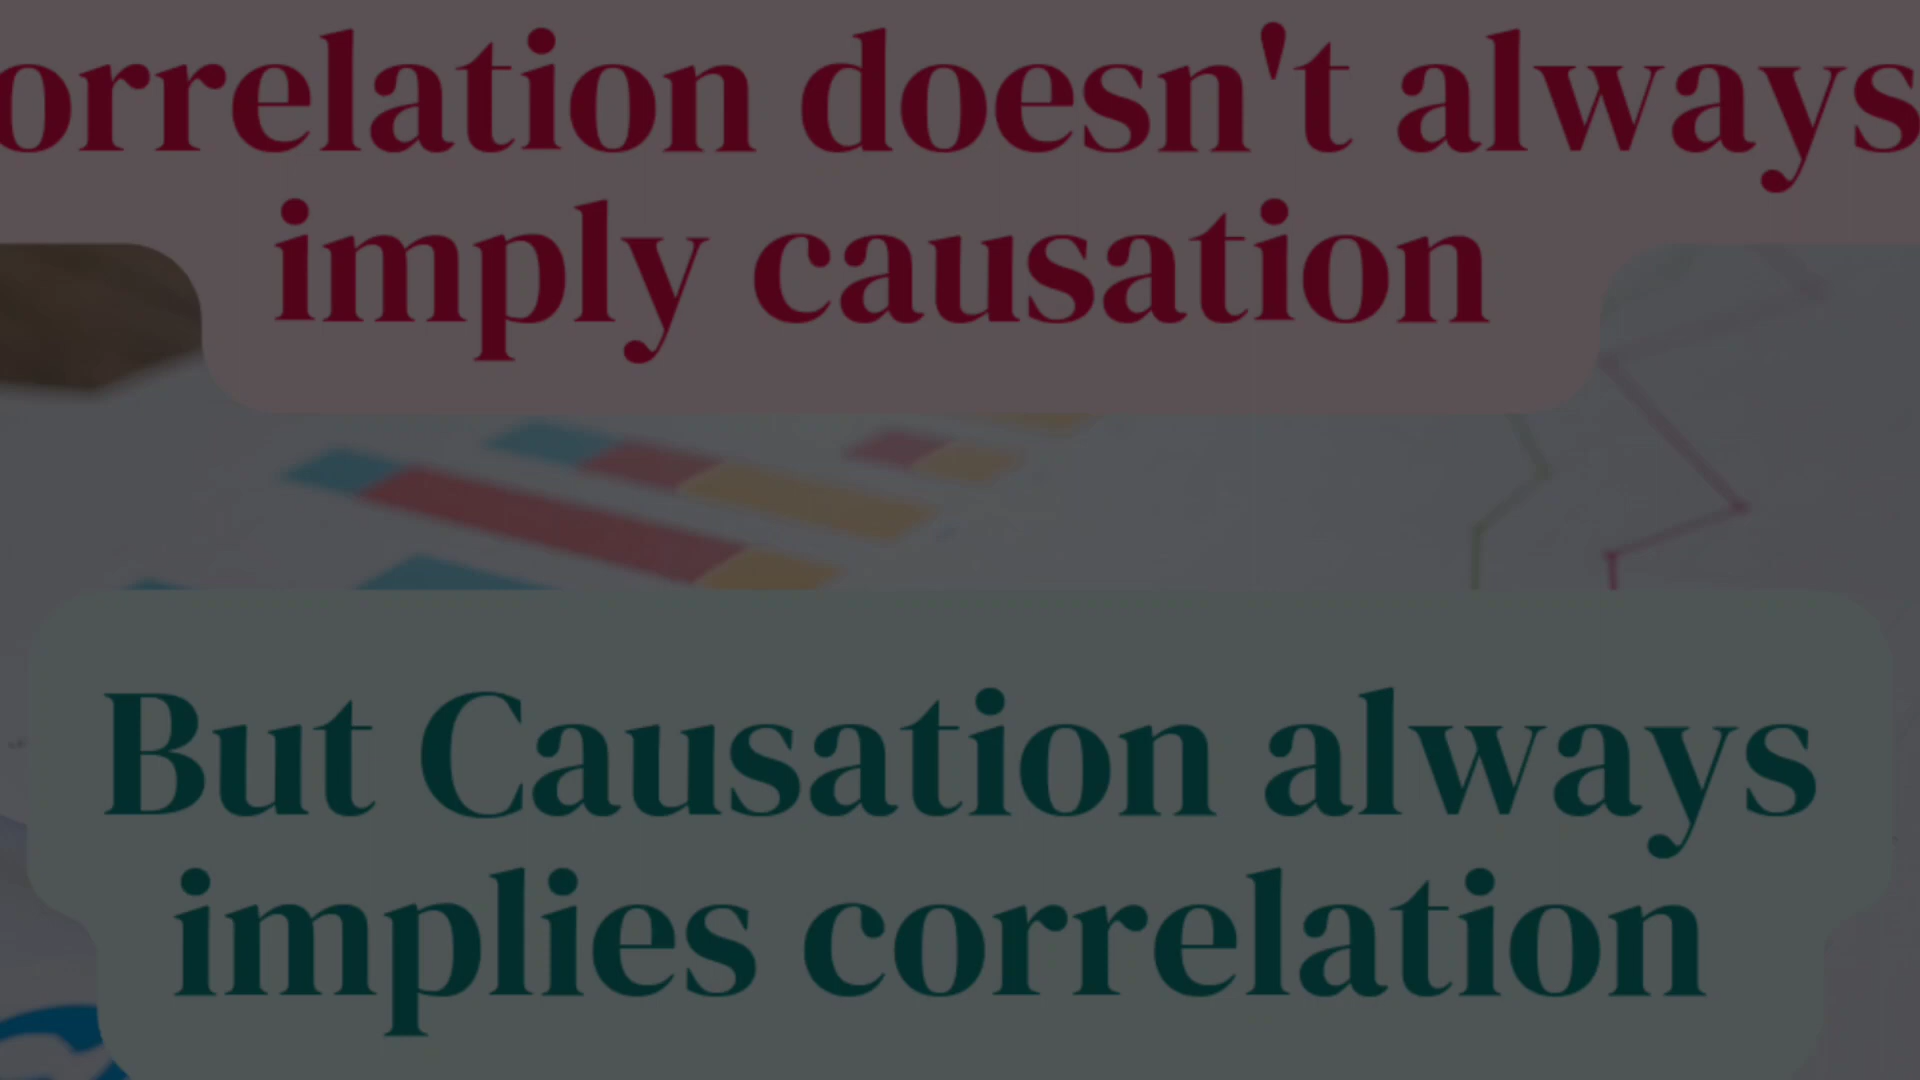 orrelation doesn't always
imply causation
But Causation always
implies correlation